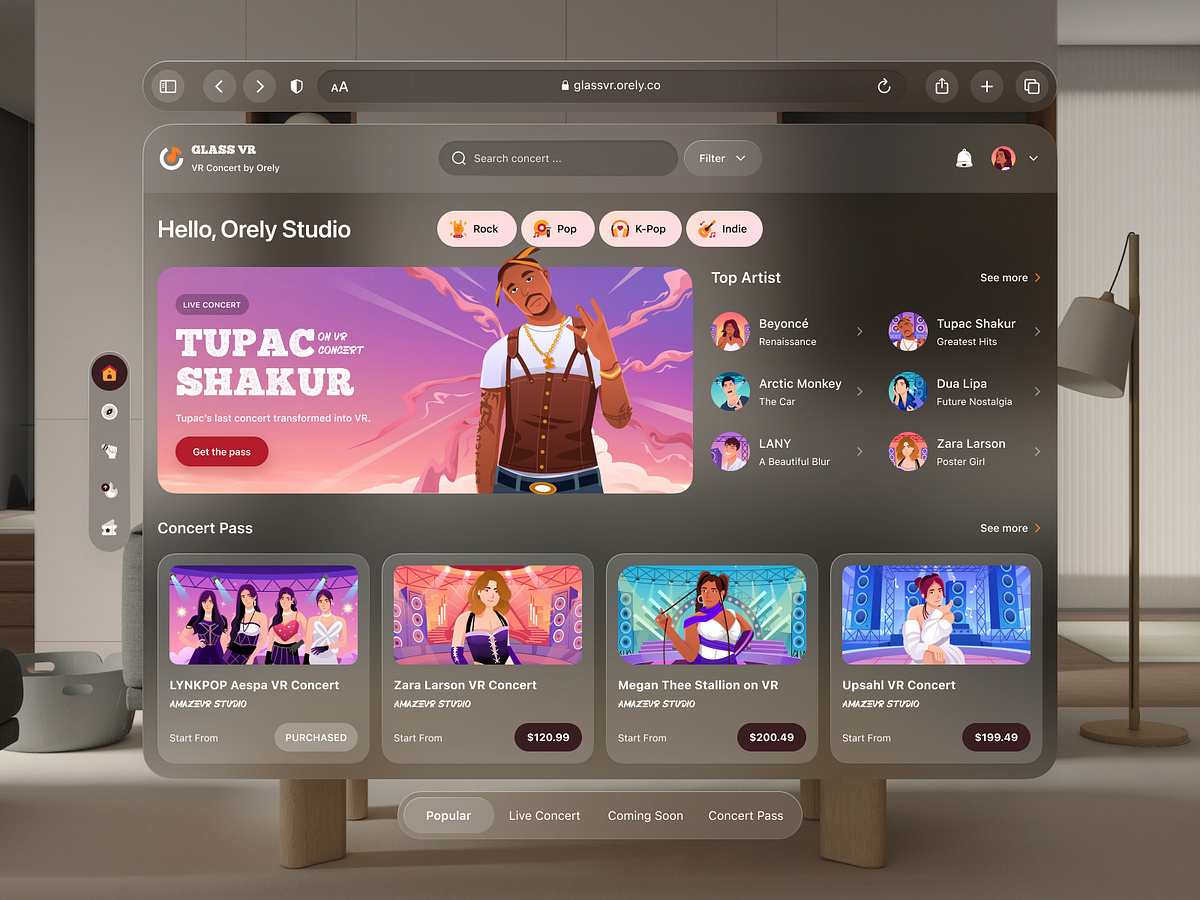 AA
glassvr.orely.co
GLASS VR
VR Concert by Orely
Search concert ...
Filter
Hello, Orely Studio
Rock
Pop
K-Pop
Indie
LIVE CONCERT
TUPAC ON VR CONCERT
SHAKUR
Tupac's last concert transformed into VR.
Get the pass
Top Artist
See more
Beyoncé
Renaissance
Tupac Shakur
Greatest Hits
Arctic Monkey
The Car
Dua Lipa
Future Nostalgia
LANY
A Beautiful Blur
Zara Larson
Poster Girl
Concert Pass
See more
LYNKPOP Aespa VR Concert
AMAZEVR STUDIO
Start From
PURCHASED
Zara Larson VR Concert
AMAZEVR STUDIO
Start From
$120.99
Megan Thee Stallion on VR
AMAZEVR STUDIO
Start From
$200.49
Upsahl VR Concert
AMAZEVR STUDIO
Start From
$199.49
Popular
Live Concert
Coming Soon
Concert Pass